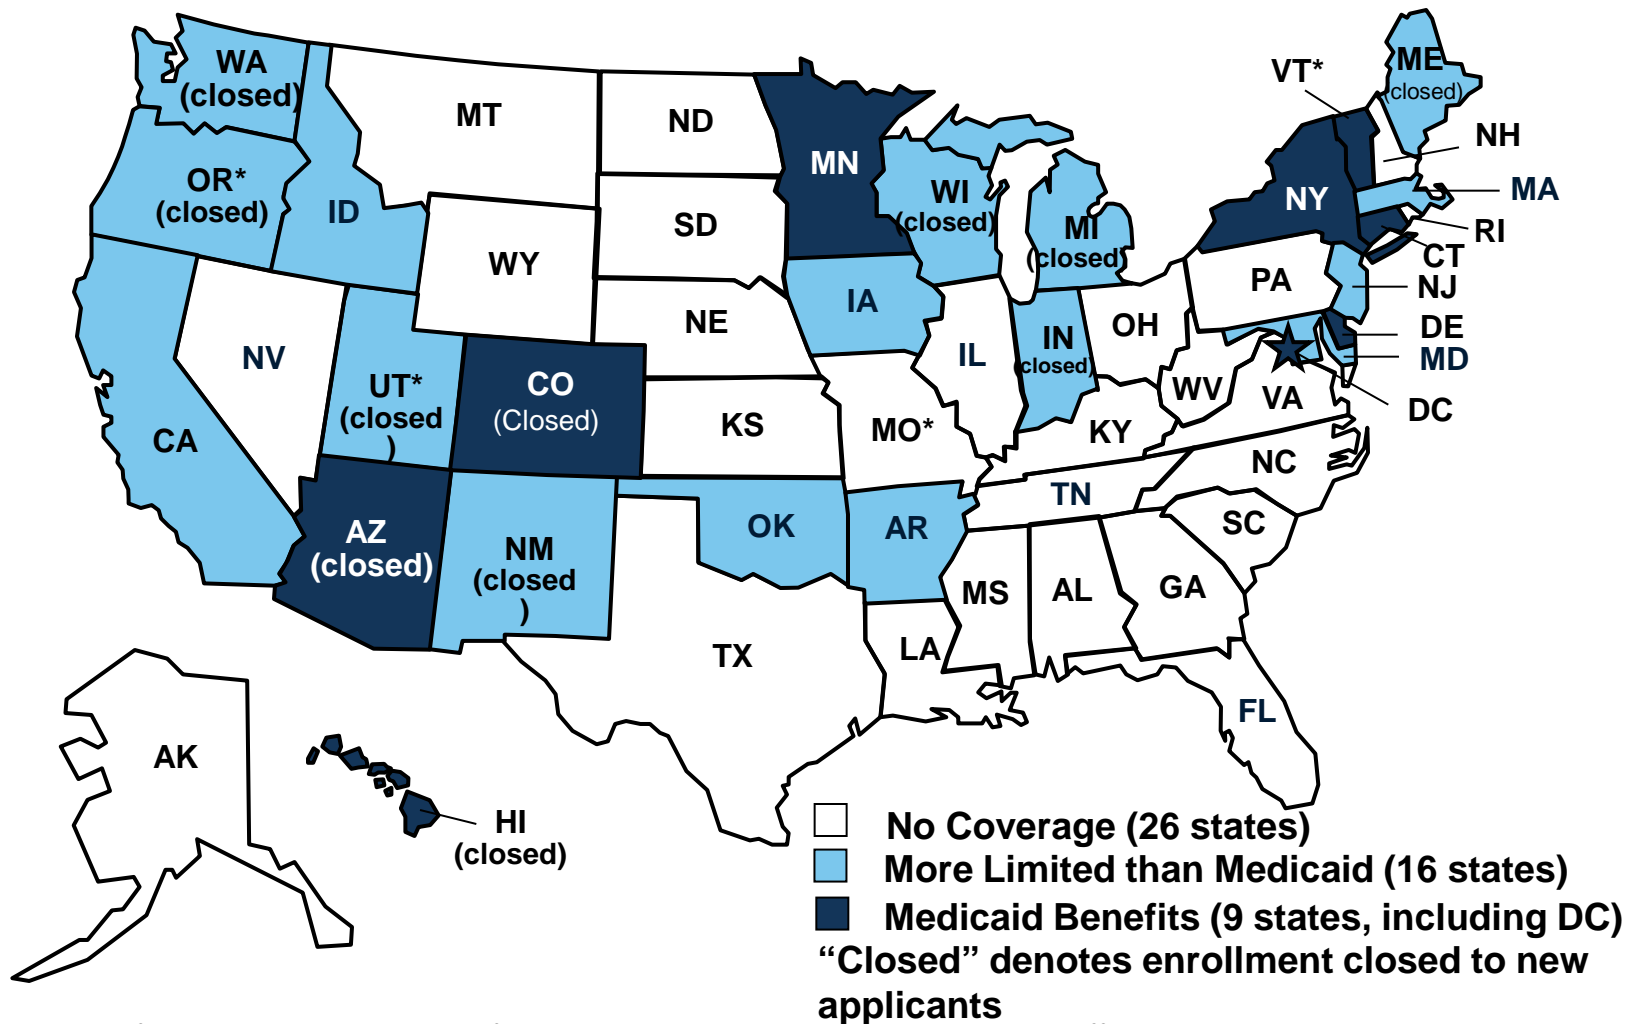 WA
(closed)
MT
ND
MN
VT*
ME
(closed)
NH
OR*
(closed)
ID
SD
WI
(closed)
MI
(closed)
NY
MA
RI
CT
WY
NE
IA
PA
NJ
DE
MD
DC
NV
UT*
(closed
)
CO
(Closed)
KS
MO*
IL
IN
(closed)
OH
WV
VA
KY
CA
NC
TN
SC
AZ
(closed)
NM
(closed
)
OK
AR
MS
AL
GA
TX
LA
FL
AK
HI
(closed)
No Coverage (26 states)
More Limited than Medicaid (16 states)
Medicaid Benefits (9 states, including DC)
“Closed” denotes enrollment closed to new
applicants